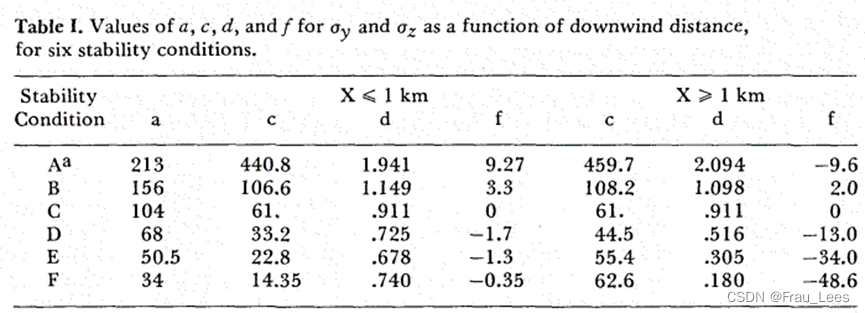 Table I. Values of a, c, d, and f for σy and σz as a function of downwind distance,
for six stability conditions.
Stability X ⩽ 1 km X ⩾ 1 km
Condition a c d f c d f
Aa 213 440.8 1.941 9.27 459.7 2.094 −9.6
B 156 106.6 1.149 3.3 108.2 1.098 2.0
C 104 61. .911 0 61. .911 0
D 68 33.2 .725 −1.7 44.5 .516 −13.0
E 50.5 22.8 .678 −1.3 55.4 .305 −34.0
F 34 14.35 .740 −0.35 62.6 .180 −48.6
CSDN @Frau_Lees